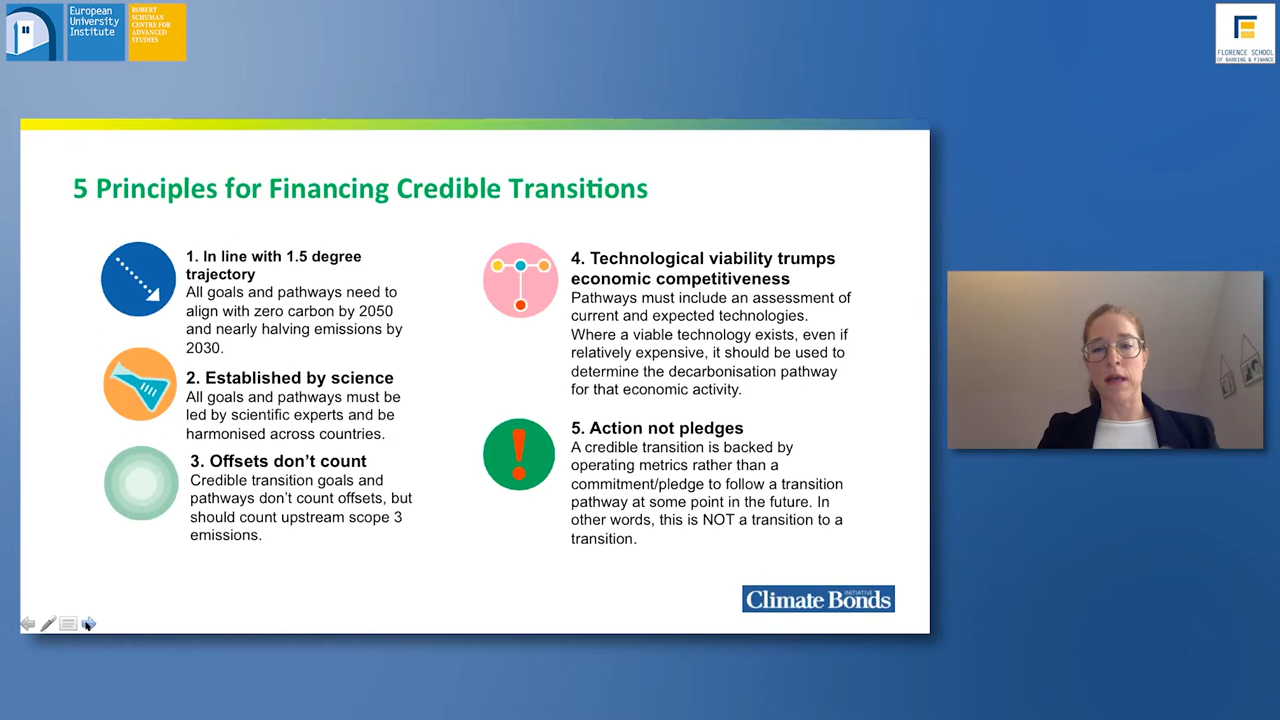 European
University
Institute
ROBERT
SCHUMAN
CENTRE FOR
ADVANCED
STUDIES
FLORENCE SCHOOL
OF BANKING & FINANCE
5 Principles for Financing Credible Transitions
1. In line with 1.5 degree
trajectory
All goals and pathways need to
align with zero carbon by 2050
and nearly halving emissions by
2030.
2. Established by science
All goals and pathways must be
led by scientific experts and be
harmonised across countries.
3. Offsets don’t count
Credible transition goals and
pathways don’t count offsets, but
should count upstream scope 3
emissions.
4. Technological viability trumps
economic competitiveness
Pathways must include an assessment of
current and expected technologies.
Where a viable technology exists, even if
relatively expensive, it should be used to
determine the decarbonisation pathway
for that economic activity.
5. Action not pledges
A credible transition is backed by
operating metrics rather than a
commitment/pledge to follow a transition
pathway at some point in the future. In
other words, this is NOT a transition to a
transition.
INITIATIVE
Climate Bonds